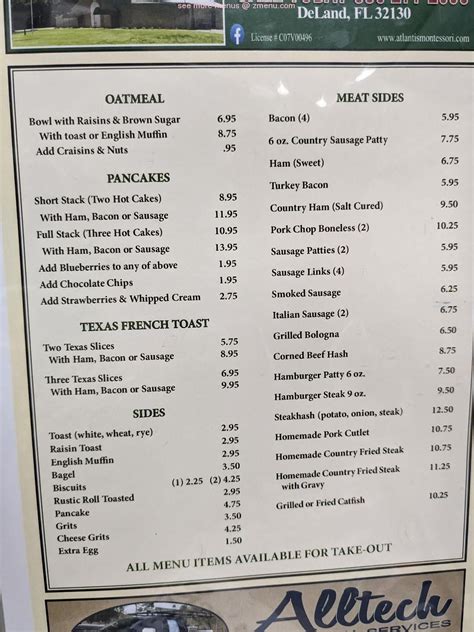 see more menus @ zmenu.com
DeLand, FL 32130
License # C07V00496
www.atlantismontessori.com
OATMEAL
Bowl with Raisins & Brown Sugar 6.95
With toast or English Muffin 8.75
Add Craisins & Nuts .95
PANCAKES
Short Stack (Two Hot Cakes) 8.95
With Ham, Bacon or Sausage 11.95
Full Stack (Three Hot Cakes) 10.95
With Ham, Bacon or Sausage 13.95
Add Blueberries to any of above 1.95
Add Chocolate Chips 1.95
Add Strawberries & Whipped Cream 2.75
TEXAS FRENCH TOAST
Two Texas Slices 5.75
With Ham, Bacon or Sausage 8.95
Three Texas Slices 6.95
With Ham, Bacon or Sausage 9.95
SIDES
Toast (white, wheat, rye) 2.95
Raisin Toast 2.95
English Muffin 2.95
Bagel 3.50
Biscuits (1) 2.25 (2) 4.25
Rustic Roll Toasted 2.95
Pancake 4.75
Grits 3.50
Cheese Grits 4.25
Extra Egg 1.50
MEAT SIDES
Bacon (4) 5.95
6 oz. Country Sausage Patty 7.75
Ham (Sweet) 6.75
Turkey Bacon 5.95
Country Ham (Salt Cured) 9.50
Pork Chop Boneless (2) 10.25
Sausage Patties (2) 5.95
Sausage Links (4) 5.95
Smoked Sausage 6.25
Italian Sausage (2) 6.75
Grilled Bologna 6.50
Corned Beef Hash 8.75
Hamburger Patty 6 oz. 7.50
Hamburger Steak 9 oz. 9.50
Steakhash (potato, onion, steak) 12.50
Homemade Pork Cutlet 10.75
Homemade Country Fried Steak 10.75
Homemade Country Fried Steak 11.25
with Gravy
Grilled or Fried Catfish 10.25
ALL MENU ITEMS AVAILABLE FOR TAKE-OUT
Alltech
SERVICES